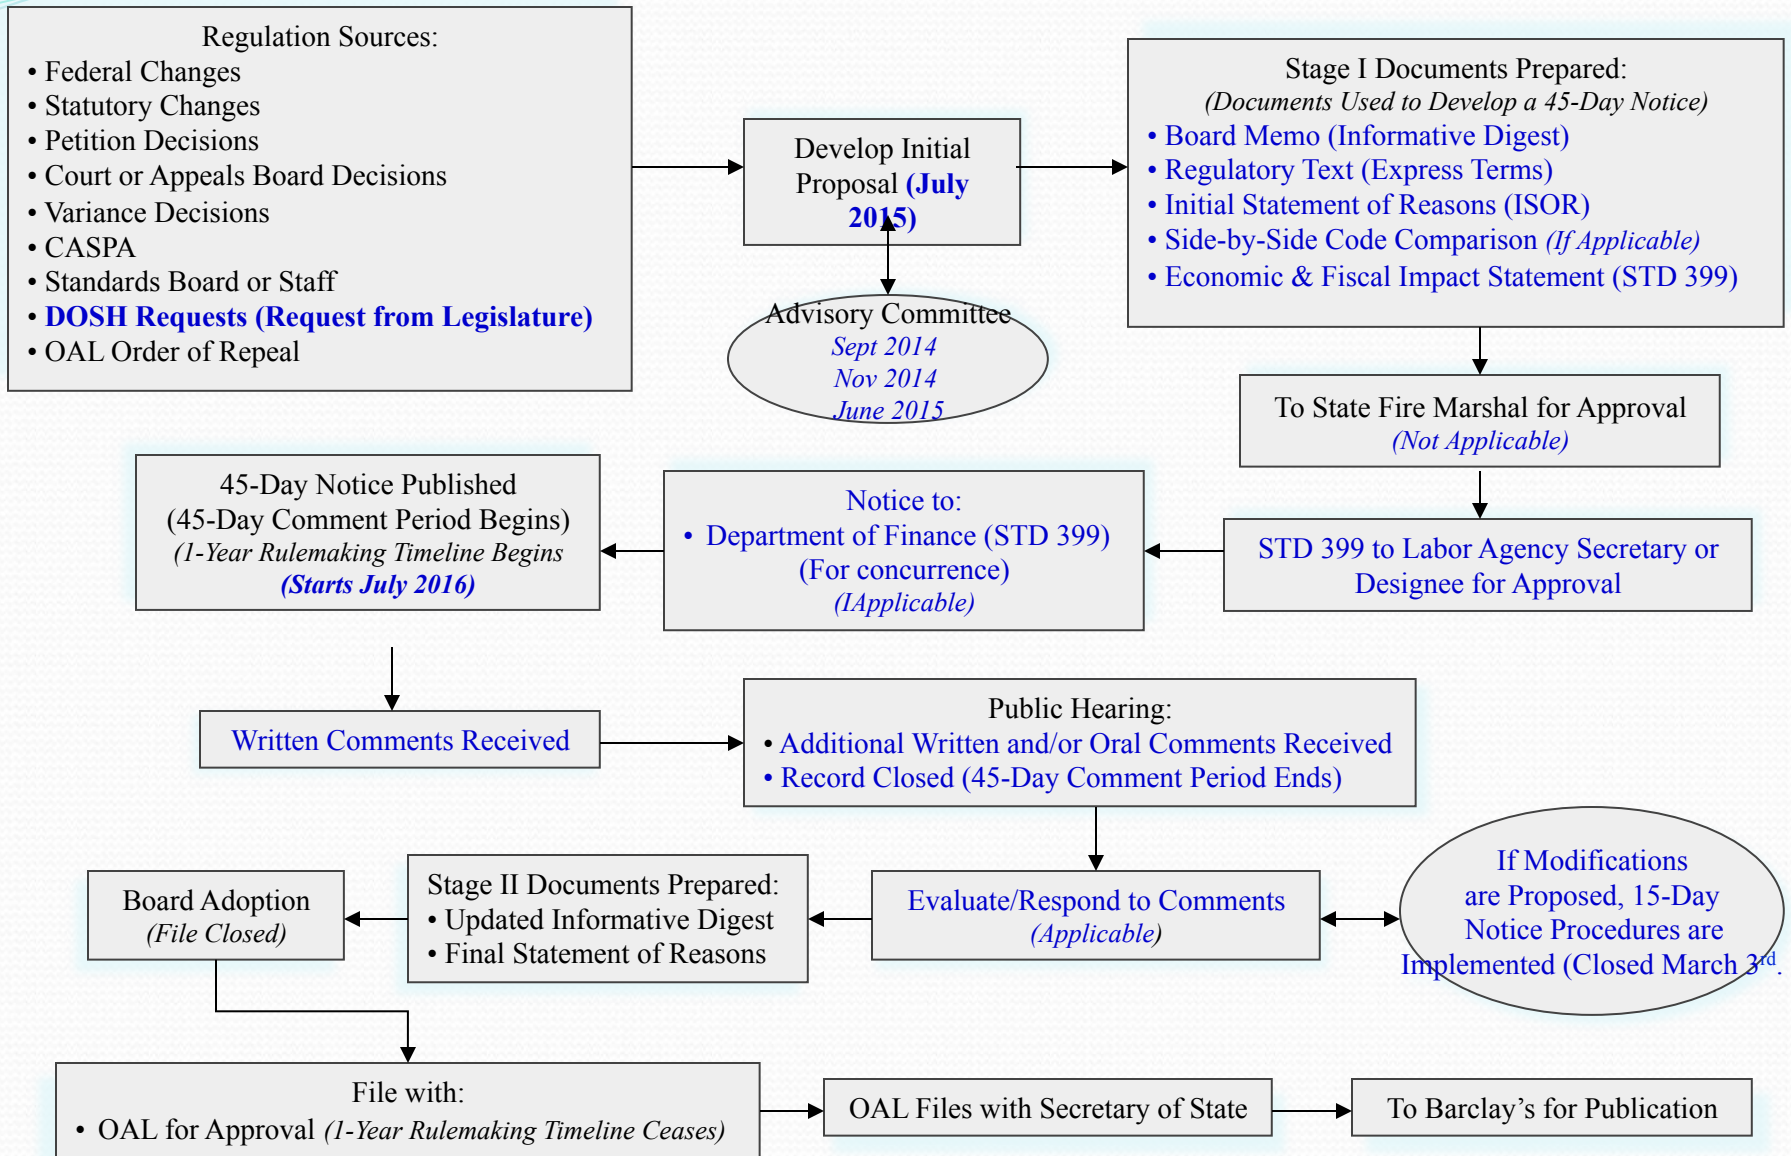 Regulation Sources:
• Federal Changes
• Statutory Changes
• Petition Decisions
• Court or Appeals Board Decisions
• Variance Decisions
• CASPA
• Standards Board or Staff
• DOSH Requests (Request from Legislature)
• OAL Order of Repeal
Develop Initial
Proposal (July
2015)
Advisory Committee
Sept 2014
Nov 2014
June 2015
Stage I Documents Prepared:
(Documents Used to Develop a 45-Day Notice)
• Board Memo (Informative Digest)
• Regulatory Text (Express Terms)
• Initial Statement of Reasons (ISOR)
• Side-by-Side Code Comparison (If Applicable)
• Economic & Fiscal Impact Statement (STD 399)
To State Fire Marshal for Approval
(Not Applicable)
STD 399 to Labor Agency Secretary or
Designee for Approval
Notice to:
• Department of Finance (STD 399)
(For concurrence)
(IApplicable)
45-Day Notice Published
(45-Day Comment Period Begins)
(1-Year Rulemaking Timeline Begins
(Starts July 2016)
Written Comments Received
Public Hearing:
• Additional Written and/or Oral Comments Received
• Record Closed (45-Day Comment Period Ends)
Evaluate/Respond to Comments
(Applicable)
If Modifications
are Proposed, 15-Day
Notice Procedures are
Implemented (Closed March 3rd.
Stage II Documents Prepared:
• Updated Informative Digest
• Final Statement of Reasons
Board Adoption
(File Closed)
File with:
• OAL for Approval (1-Year Rulemaking Timeline Ceases)
OAL Files with Secretary of State
To Barclay's for Publication